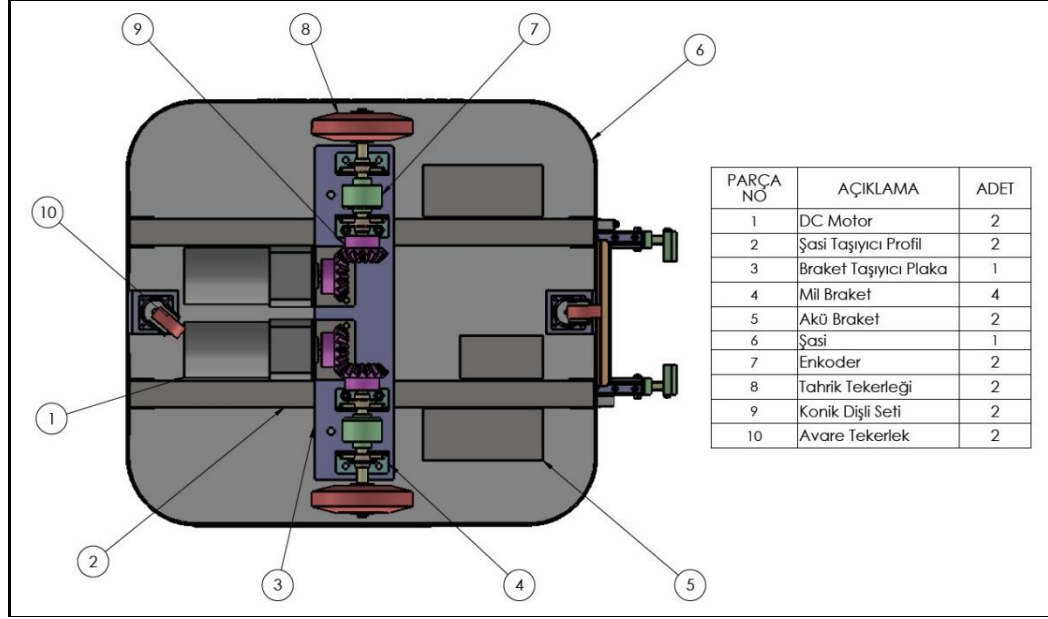 9
8
7
6
10
1
2
3
4
5
PARÇA NO AÇIKLAMA ADET
1 DC Motor 2
2 Şasi Taşıyıcı Profil 2
3 Braket Taşıyıcı Plaka 1
4 Mil Braket 4
5 Akü Braket 2
6 Şasi 1
7 Enkoder 2
8 Tahrik Tekerleği 2
9 Konik Dişli Seti 2
10 Avare Tekerlek 2